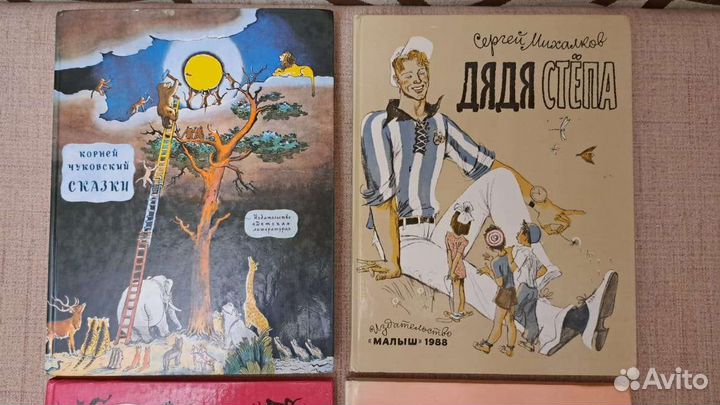 КОРНЕЙ
ЧУКОВСКИЙ
СКАЗКИ
Издательство
«Детская
литература»
Сергей Михалков
ДЯДЯ СТЁПА
Издательство
«МАЛЫШ» 1988
Avito